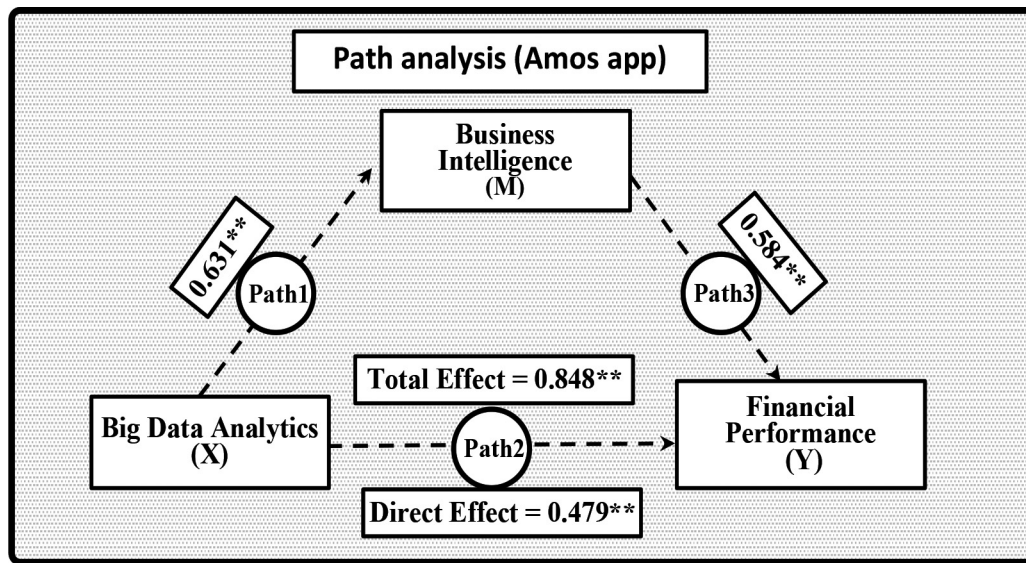 Path analysis (Amos app)
Business
Intelligence
(M)
0.631**
Path1
0.584**
Path3
Total Effect = 0.848**
Big Data Analytics
(X)
Path2
Financial
Performance
(Y)
Direct Effect = 0.479**